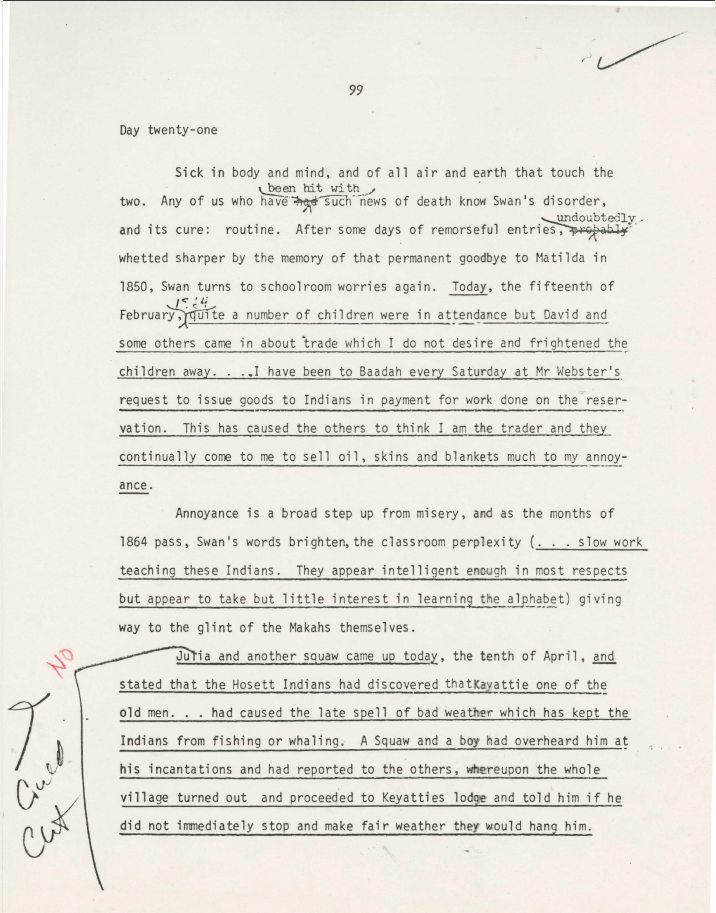 99
Day twenty-one
Sick in body and mind, and of all air and earth that touch the
been hit with
two. Any of us who have had such news of death know Swan's disorder,
undoubtedly
and its cure: routine. After some days of remorseful entries, probably
whetted sharper by the memory of that permanent goodbye to Matilda in
1850, Swan turns to schoolroom worries again. Today, the fifteenth of
1864
February, quite a number of children were in attendance but David and
some others came in about trade which I do not desire and frightened the
children away. . . .I have been to Baadah every Saturday at Mr Webster's
request to issue goods to Indians in payment for work done on the reser-
vation. This has caused the others to think I am the trader and they
continually come to me to sell oil, skins and blankets much to my annoy-
ance.
Annoyance is a broad step up from misery, and as the months of
1864 pass, Swan's words brighten, the classroom perplexity (. . . slow work
teaching these Indians. They appear intelligent enough in most respects
but appear to take but little interest in learning the alphabet) giving
way to the glint of the Makahs themselves.
NO
Julia and another squaw came up today, the tenth of April, and
stated that the Hosett Indians had discovered thatKayattie one of the
old men. . . had caused the late spell of bad weather which has kept the
Indians from fishing or whaling. A Squaw and a boy had overheard him at
his incantations and had reported to the others, whereupon the whole
village turned out and proceeded to Keyatties lodge and told him if he
did not immediately stop and make fair weather they would hang him.
Could
Cut